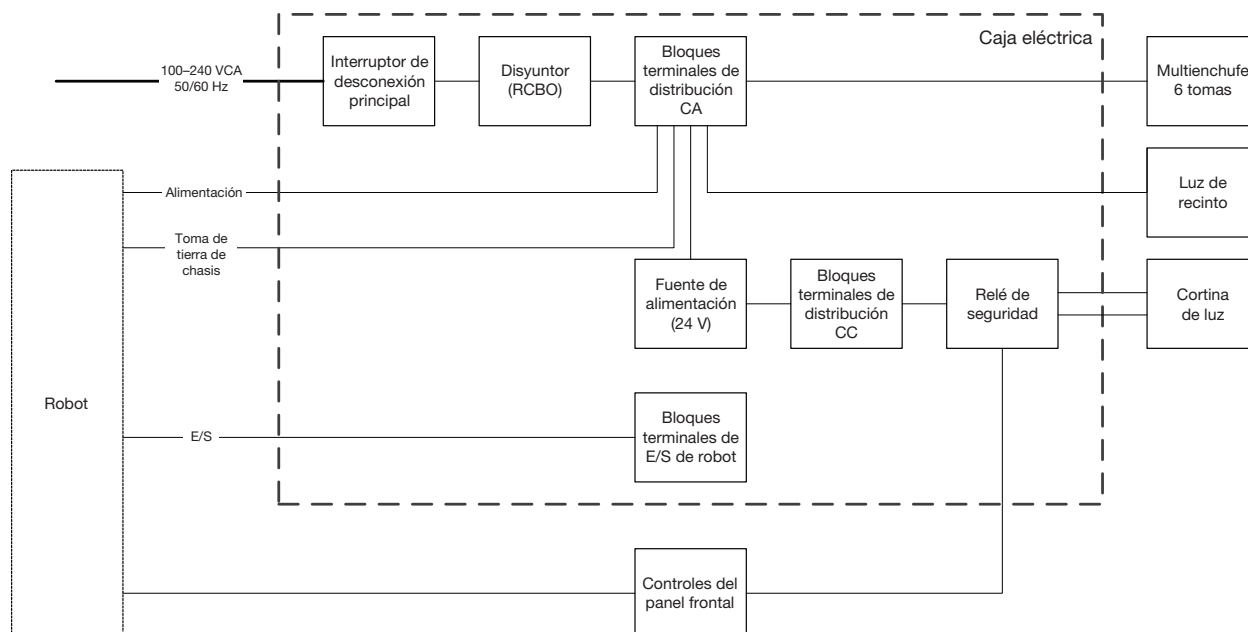 Caja eléctrica
100–240 VCA
50/60 Hz
Interruptor de
desconexión
principal
Disyuntor
(RCBO)
Bloques
terminales de
distribución
CA
Multienchufe
6 tomas
Alimentación
Luz de
recinto
Toma de
tierra de
chasis
Fuente de
alimentación
(24 V)
Bloques
terminales de
distribución
CC
Relé de
seguridad
Cortina
de luz
Robot
E/S
Bloques
terminales de
E/S de robot
Controles del
panel frontal